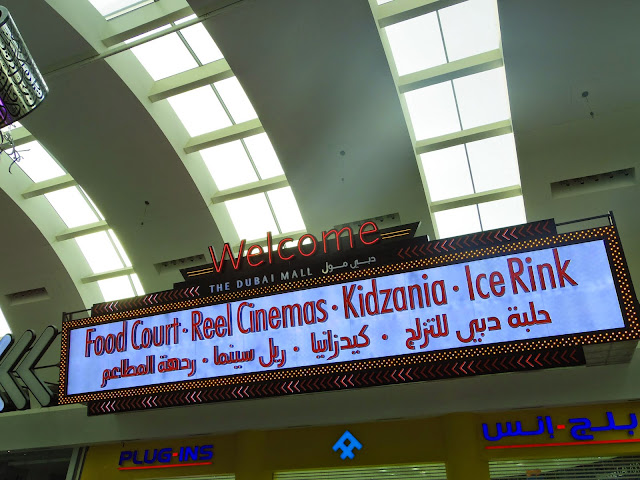 Welcome
THE DUBAI MALL دبي مول
Food Court · Reel Cinemas · Kidzania · Ice Rink
ردهة المطاعم · ريل سينما · كيدزانيا · حلبة دبي للتزلج
PLUG-INS
بلج-إنس